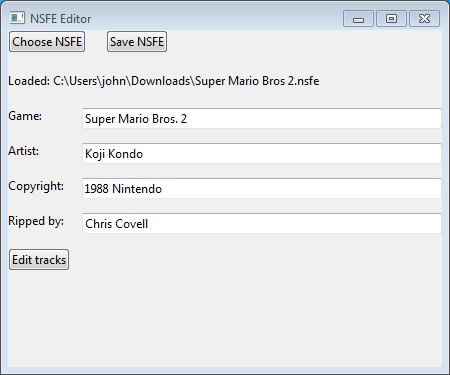 NSFE Editor
Choose NSFE Save NSFE
Loaded: C:\Users\john\Downloads\Super Mario Bros 2.nsfe
Game: Super Mario Bros. 2
Artist: Koji Kondo
Copyright: 1988 Nintendo
Ripped by: Chris Covell
Edit tracks